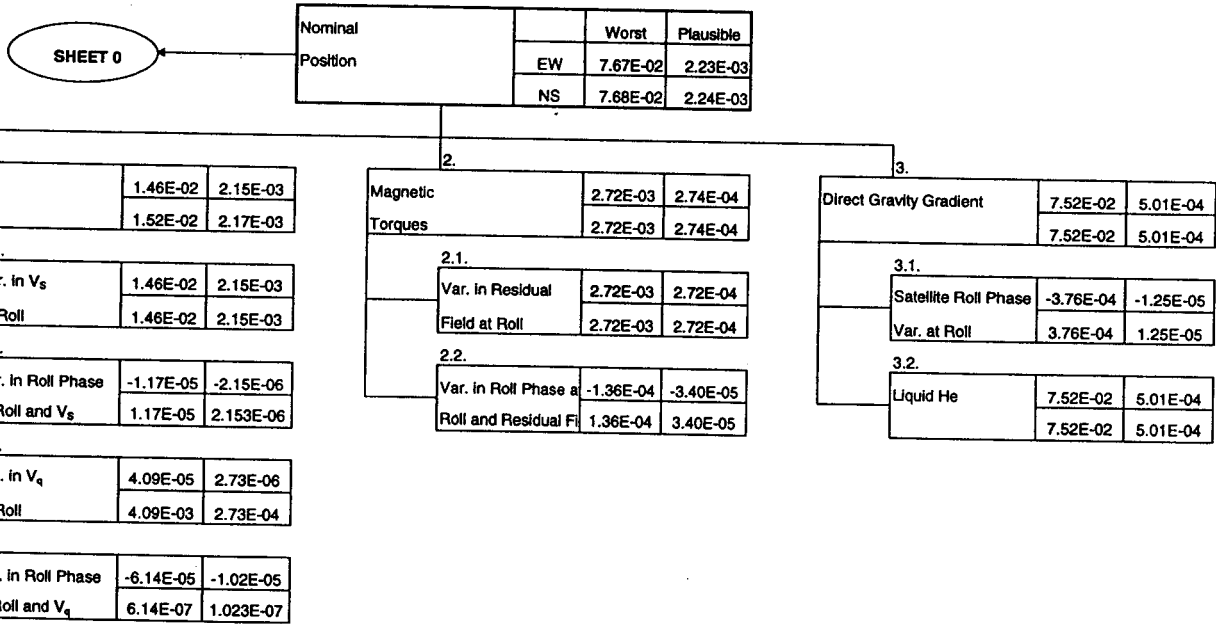 SHEET 0
Nominal Position
Worst Plausible
EW 7.67E-02 2.23E-03
NS 7.68E-02 2.24E-03
1.46E-02 2.15E-03
1.52E-02 2.17E-03
. in Vs 1.46E-02 2.15E-03
Roll 1.46E-02 2.15E-03
. in Roll Phase -1.17E-05 -2.15E-06
Roll and Vs 1.17E-05 2.153E-06
. in Vq 4.09E-05 2.73E-06
Roll 4.09E-03 2.73E-04
. in Roll Phase -6.14E-05 -1.02E-05
Roll and Vq 6.14E-07 1.023E-07
2.
Magnetic 2.72E-03 2.74E-04
Torques 2.72E-03 2.74E-04
2.1.
Var. in Residual 2.72E-03 2.72E-04
Field at Roll 2.72E-03 2.72E-04
2.2.
Var. in Roll Phase a -1.36E-04 -3.40E-05
Roll and Residual Fi 1.36E-04 3.40E-05
3.
Direct Gravity Gradient 7.52E-02 5.01E-04
7.52E-02 5.01E-04
3.1.
Satellite Roll Phase -3.76E-04 -1.25E-05
Var. at Roll 3.76E-04 1.25E-05
3.2.
Liquid He 7.52E-02 5.01E-04
7.52E-02 5.01E-04